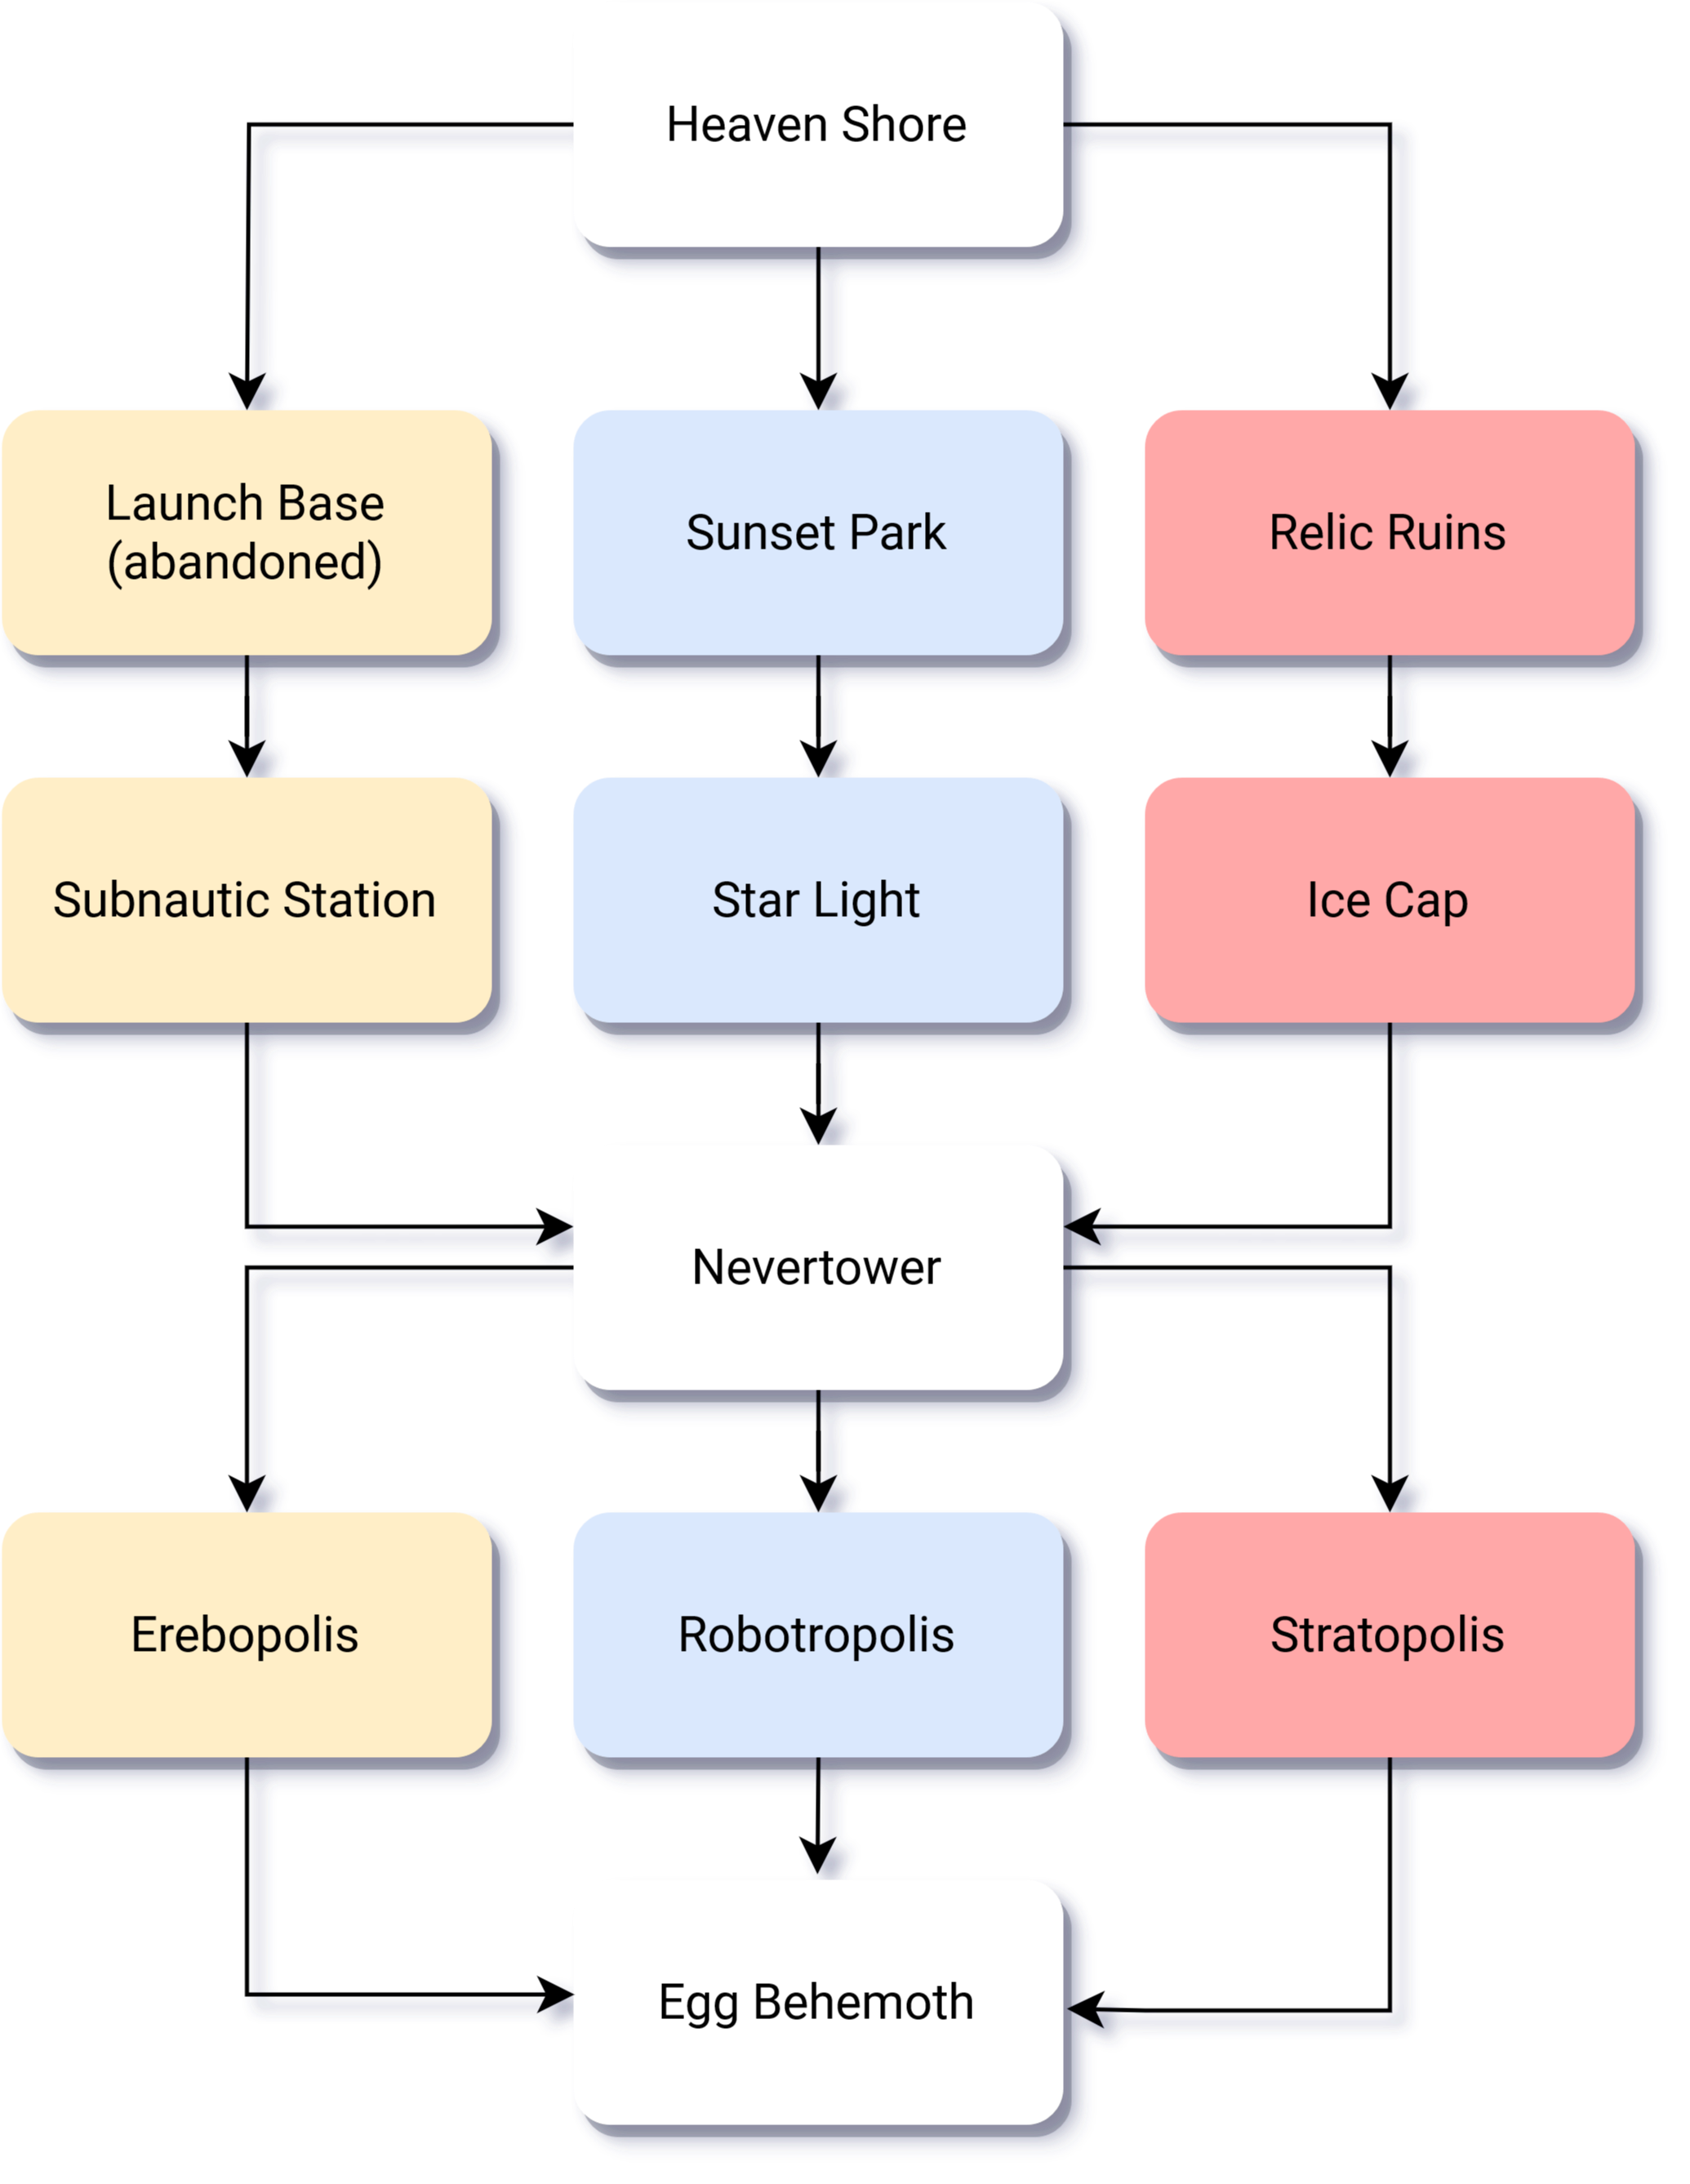 Heaven Shore
Launch Base
(abandoned)
Sunset Park
Relic Ruins
Subnautic Station
Star Light
Ice Cap
Nevertower
Erebopolis
Robotropolis
Stratopolis
Egg Behemoth